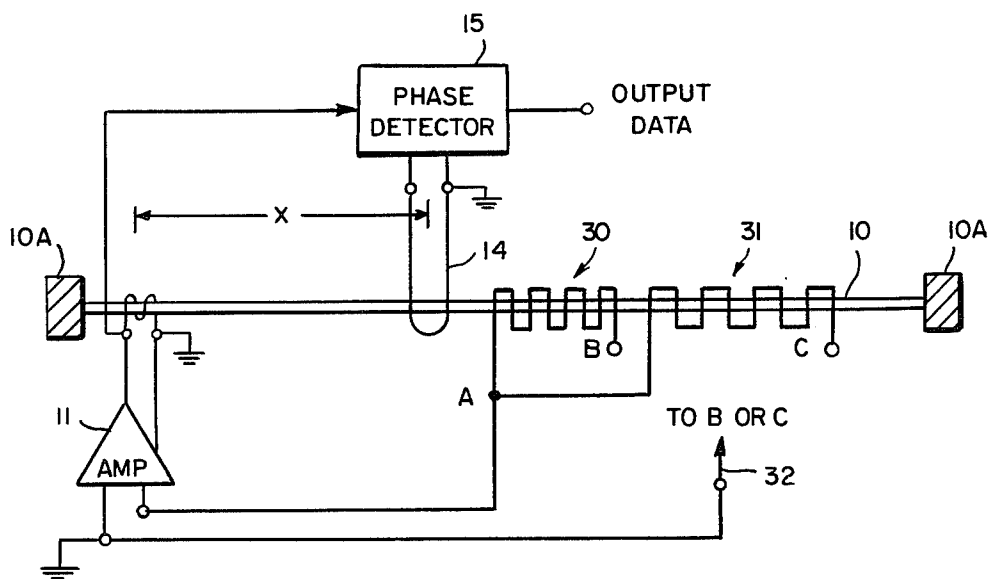 15
PHASE
DETECTOR
OUTPUT
DATA
X
10A
14
30
31
10
10A
B
C
A
11
AMP
TO B OR C
32